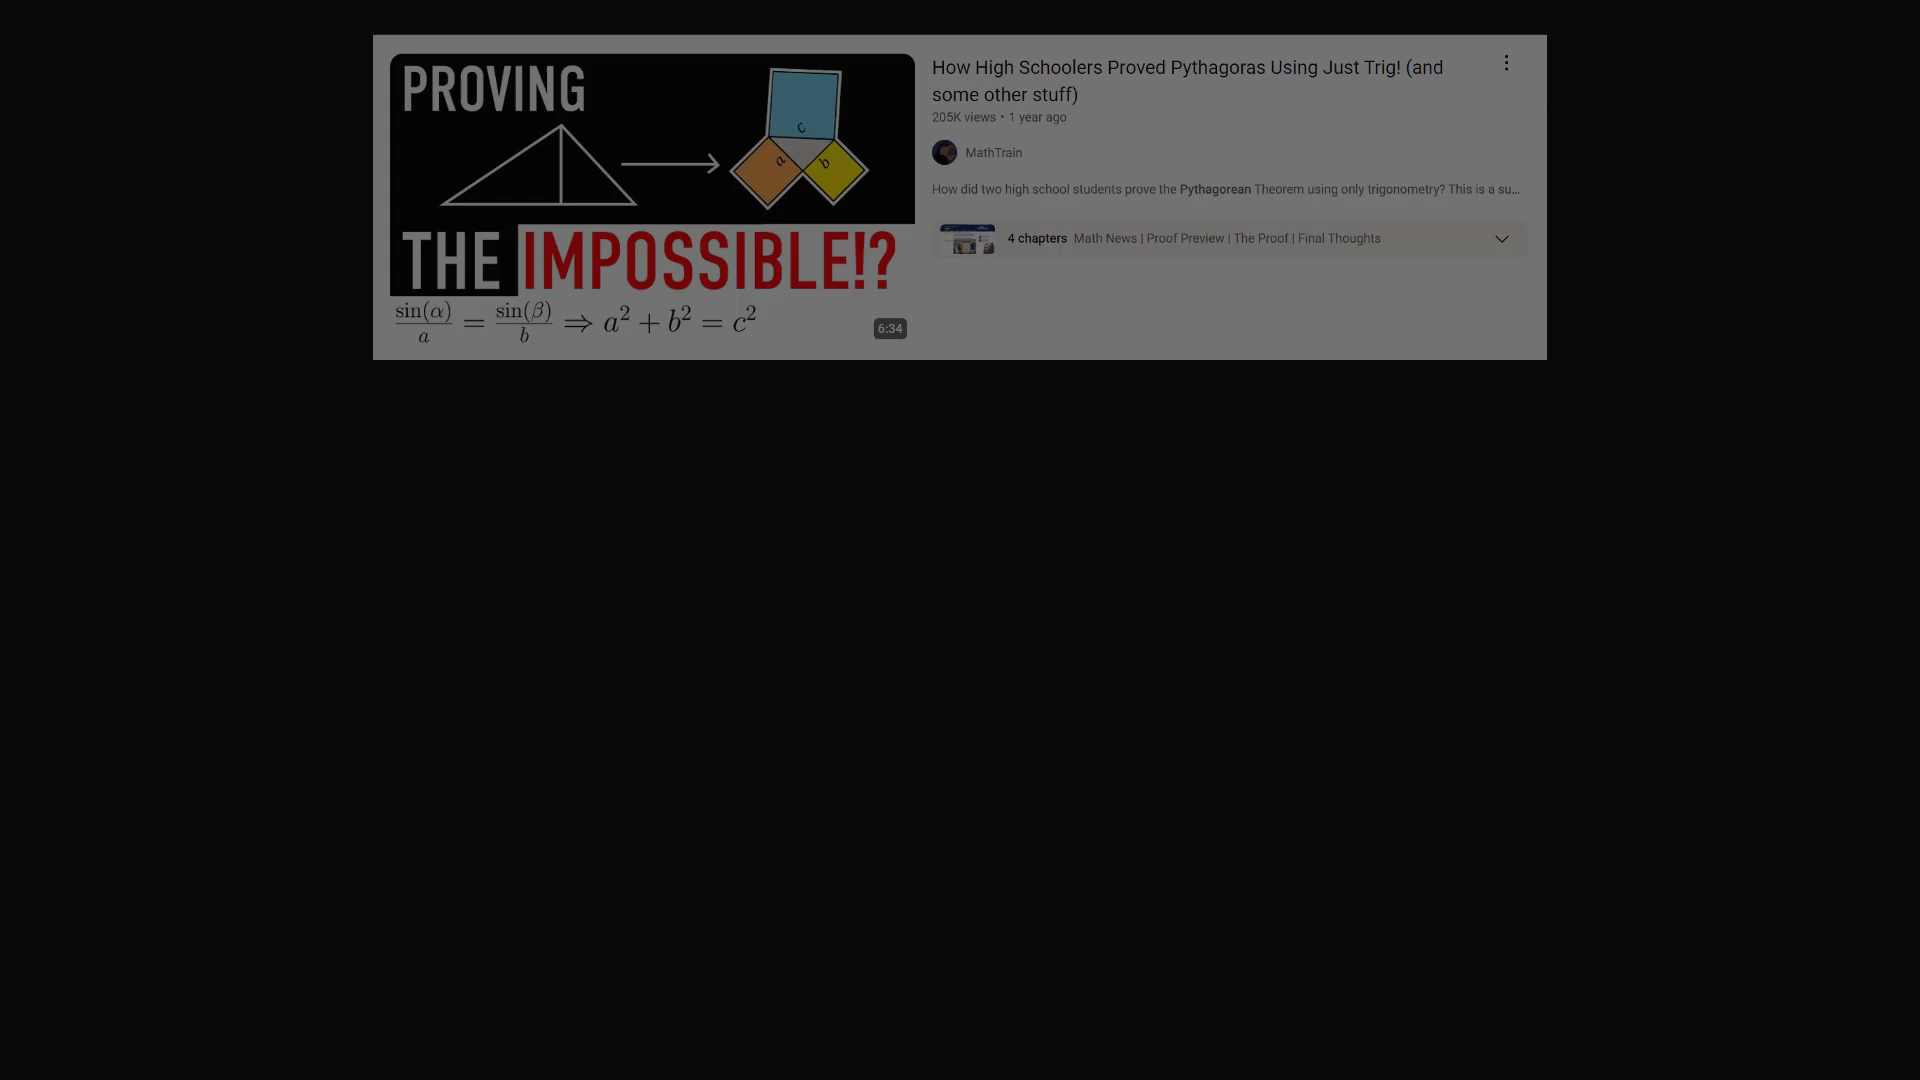 PROVING
c
a
b
THE IMPOSSIBLE!?
sin(α)/a = sin(β)/b ⇒ a² + b² = c²
6:34
How High Schoolers Proved Pythagoras Using Just Trig! (and
some other stuff)
205K views • 1 year ago
MathTrain
How did two high school students prove the Pythagorean Theorem using only trigonometry? This is a su...
4 chapters Math News | Proof Preview | The Proof | Final Thoughts